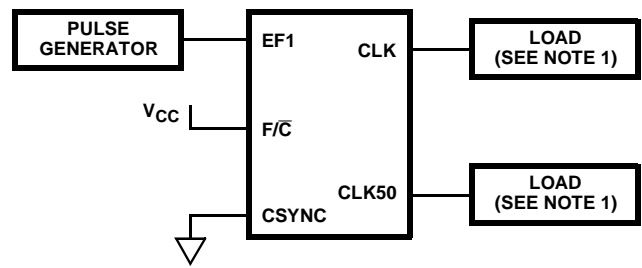 PULSE
GENERATOR
EF1
CLK
LOAD
(SEE NOTE 1)
VCC
F/C̅
CLK50
LOAD
(SEE NOTE 1)
CSYNC